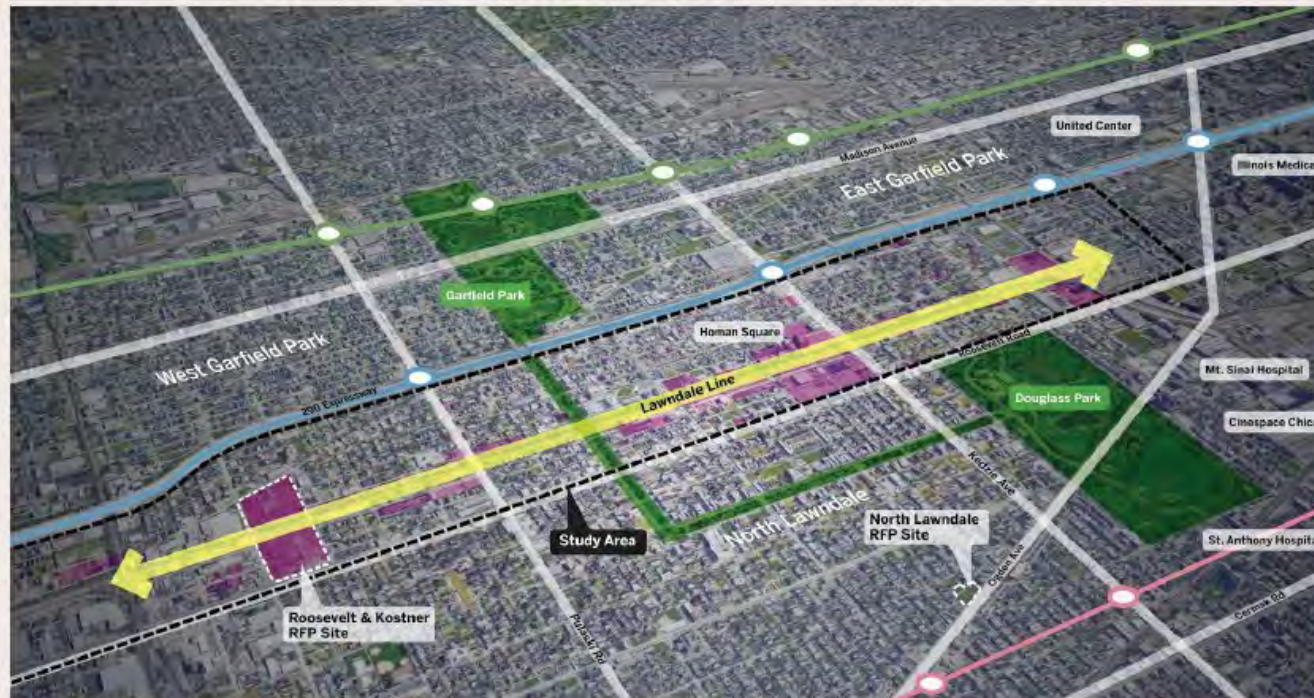 United Center
Madison Avenue
Illinois Medica
East Garfield Park
Garfield Park
Homan Square
West Garfield Park
290 Expressway
Lawndale Line
Roosevelt Road
Mt. Sinai Hospital
Douglass Park
Cinespace Chic
Kedzie Ave
North Lawndale
North Lawndale
RFP Site
Study Area
St. Anthony Hospita
Ogden Ave
Cermak Rd
Roosevelt & Kostner
RFP Site
Pulaski Rd